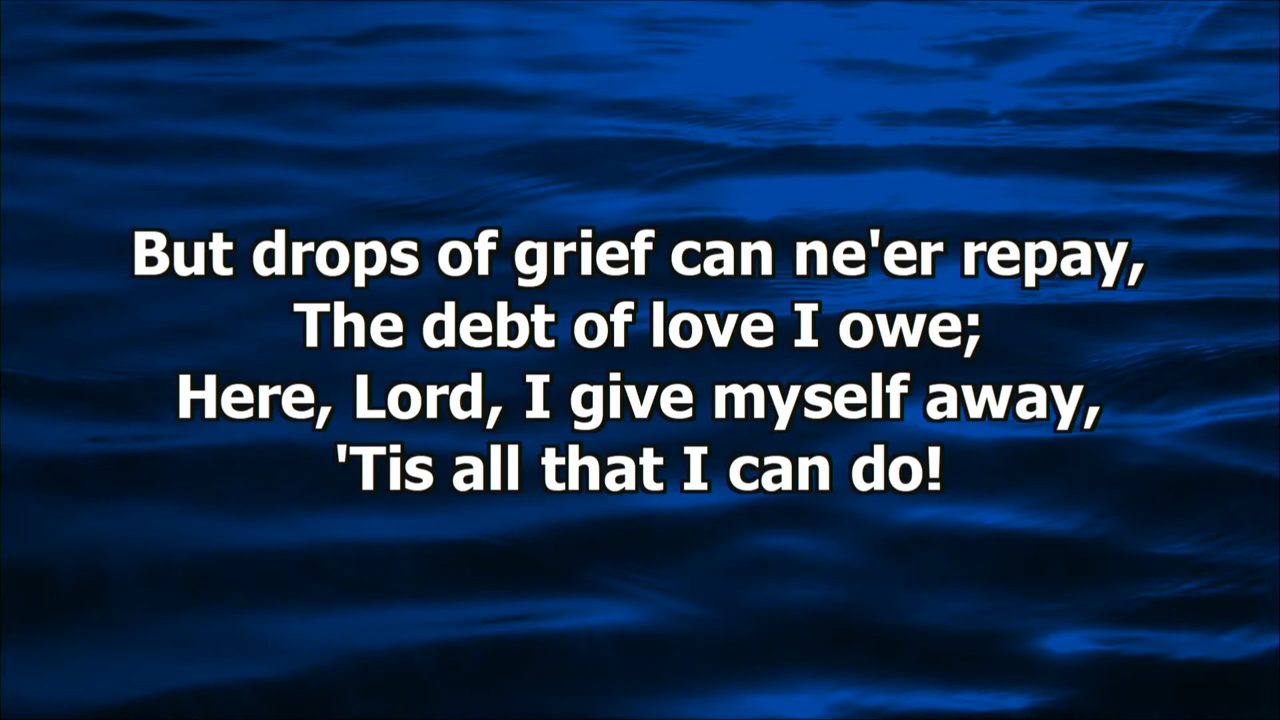 But drops of grief can ne'er repay,
The debt of love I owe;
Here, Lord, I give myself away,
'Tis all that I can do!